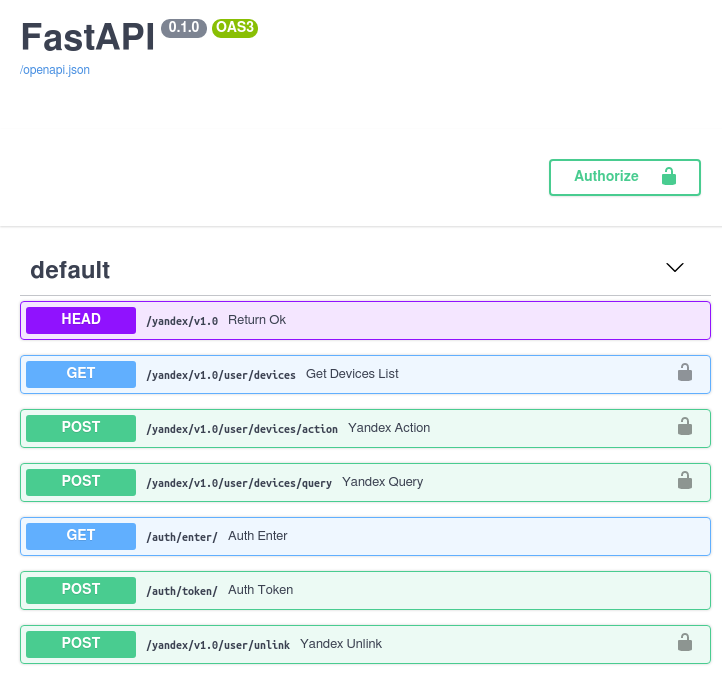 FastAPI 0.1.0 OAS3
/openapi.json
Authorize
default
HEAD /yandex/v1.0 Return Ok
GET /yandex/v1.0/user/devices Get Devices List
POST /yandex/v1.0/user/devices/action Yandex Action
POST /yandex/v1.0/user/devices/query Yandex Query
GET /auth/enter/ Auth Enter
POST /auth/token/ Auth Token
POST /yandex/v1.0/user/unlink Yandex Unlink